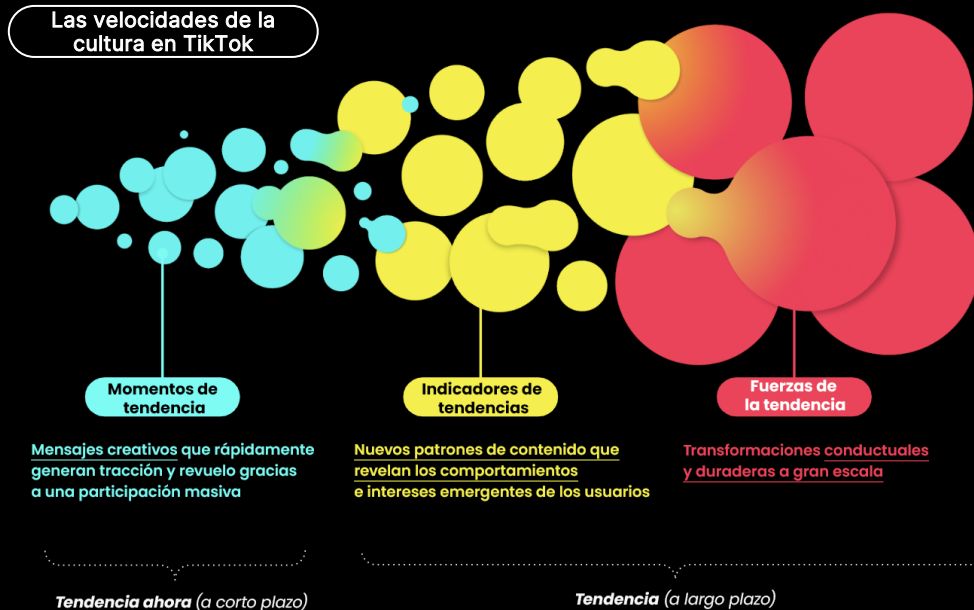 Las velocidades de la
cultura en TikTok
Momentos de
tendencia
Indicadores de
tendencias
Fuerzas de
la tendencia
Mensajes creativos que rápidamente
generan tracción y revuelo gracias
a una participación masiva
Nuevos patrones de contenido que
revelan los comportamientos
e intereses emergentes de los usuarios
Transformaciones conductuales
y duraderas a gran escala
Tendencia ahora (a corto plazo)
Tendencia (a largo plazo)